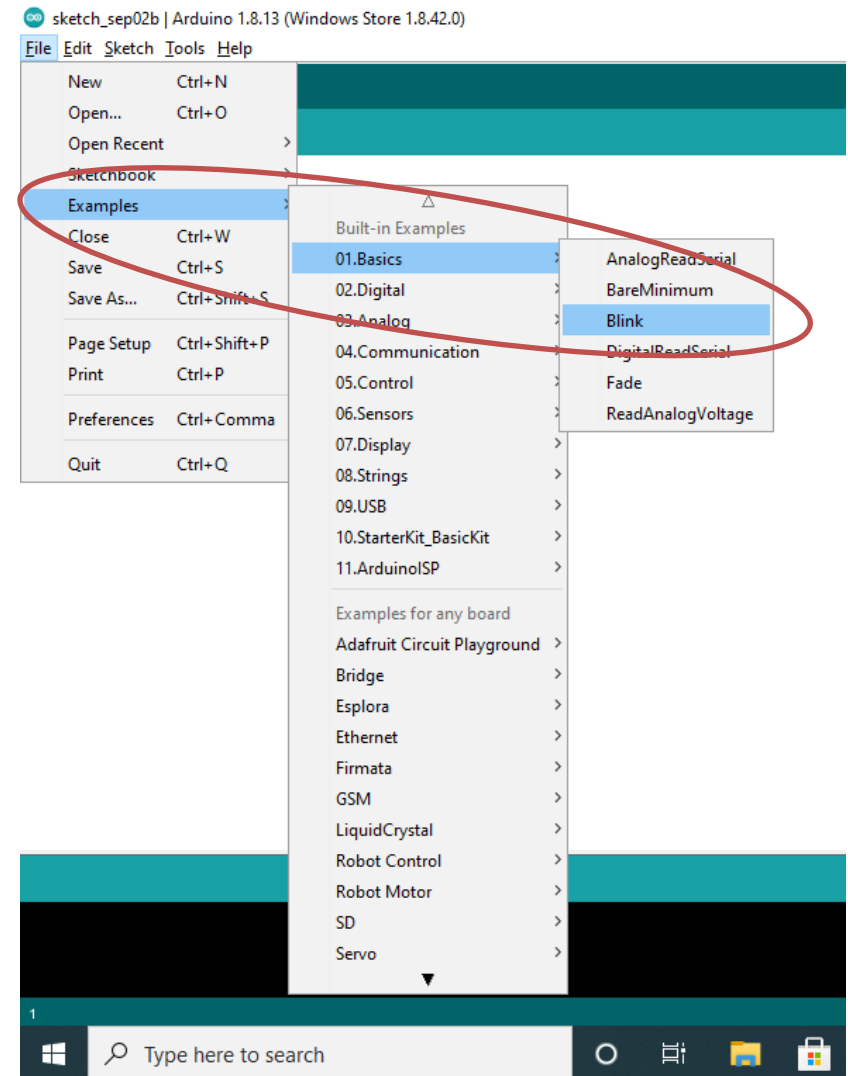 sketch_sep02b | Arduino 1.8.13 (Windows Store 1.8.42.0)
File Edit Sketch Tools Help
New Ctrl+N
Open... Ctrl+O
Open Recent
Sketchbook
Examples
Close Ctrl+W
Save Ctrl+S
Save As... Ctrl+Shift+S
Page Setup Ctrl+Shift+P
Print Ctrl+P
Preferences Ctrl+Comma
Quit Ctrl+Q
Built-in Examples
01.Basics
02.Digital
03.Analog
04.Communication
05.Control
06.Sensors
07.Display
08.Strings
09.USB
10.StarterKit_BasicKit
11.ArduinoISP
Examples for any board
Adafruit Circuit Playground
Bridge
Esplora
Ethernet
Firmata
GSM
LiquidCrystal
Robot Control
Robot Motor
SD
Servo
AnalogReadSerial
BareMinimum
Blink
DigitalReadSerial
Fade
ReadAnalogVoltage
1
Type here to search